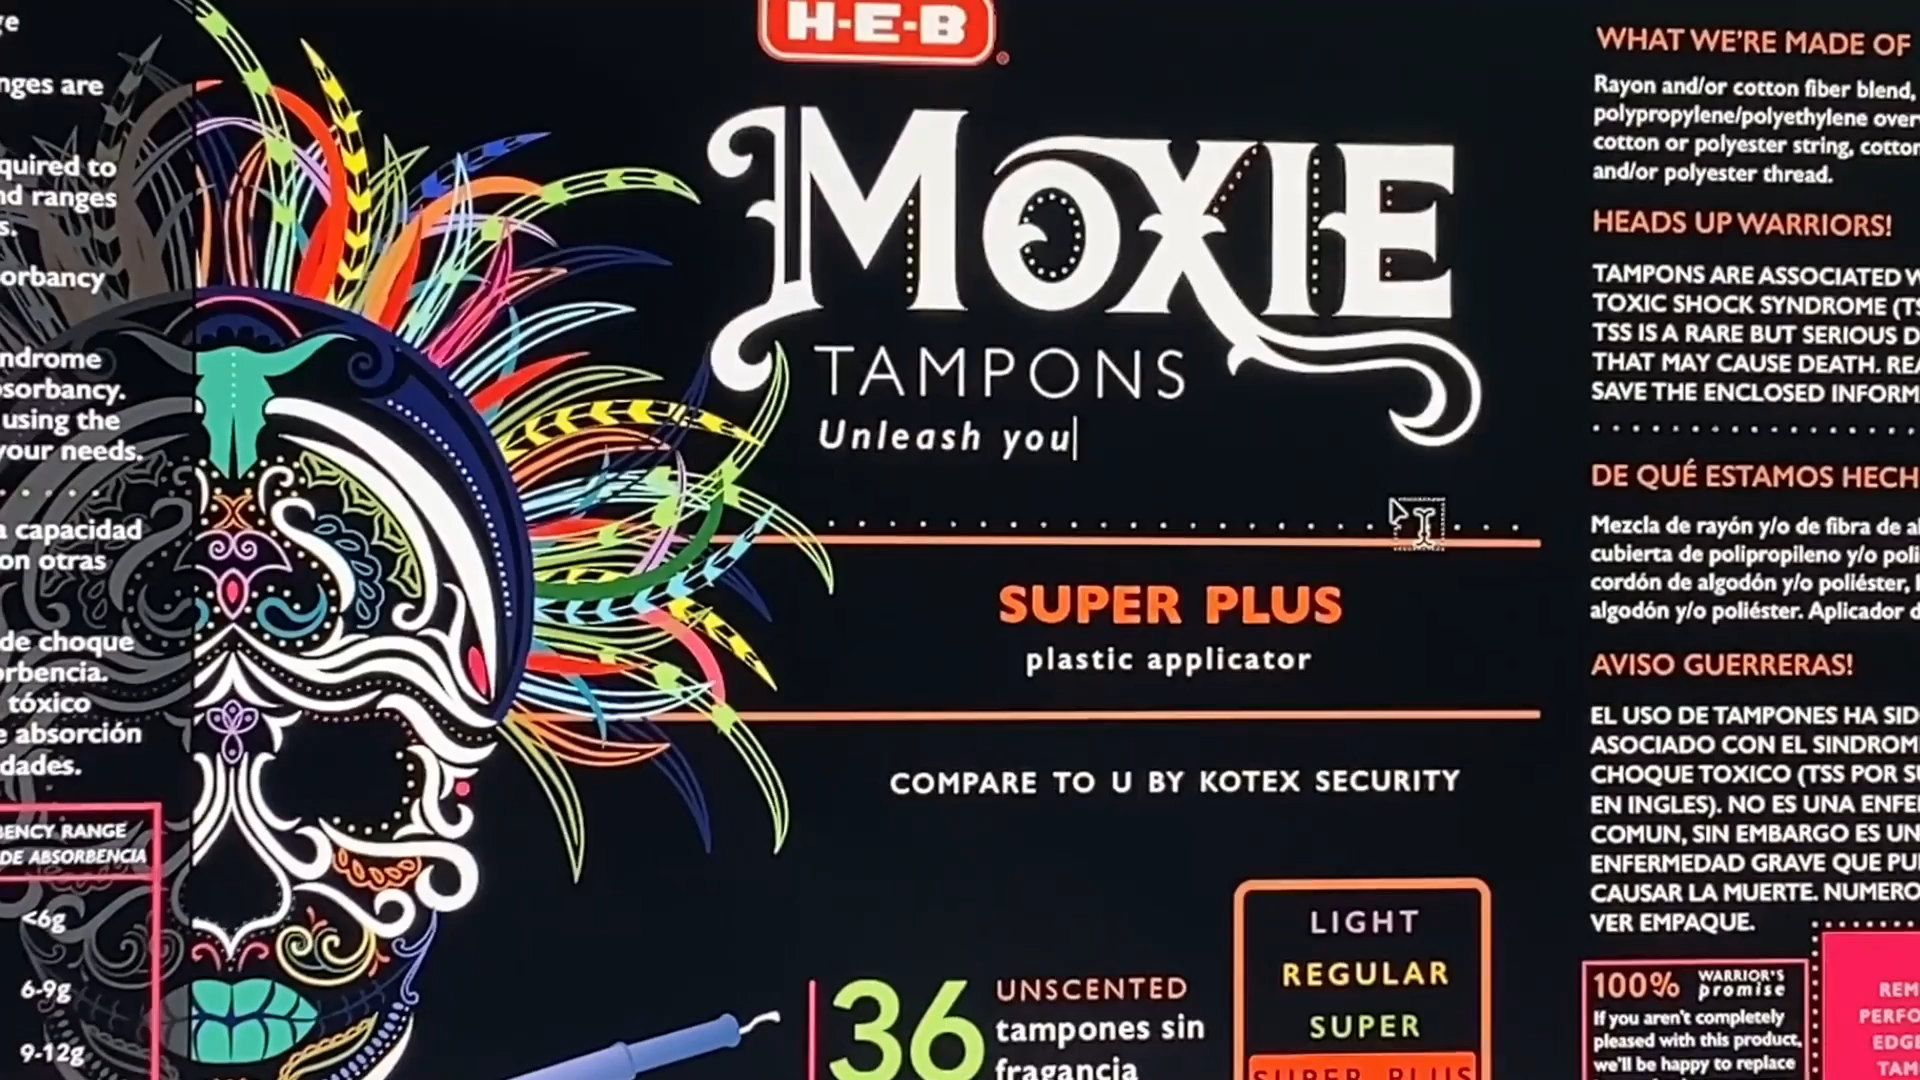 nges are
quired to
nd ranges
s.
sorbancy
ndrome
bsorbancy.
using the
your needs.
a capacidad
on otras
de choque
orbencia.
tóxico
e absorción
dades.
ENCY RANGE
DE ABSORBENCIA
<6g
6-9g
9-12g
H-E-B
MOXIE
TAMPONS
Unleash you
SUPER PLUS
plastic applicator
COMPARE TO U BY KOTEX SECURITY
36
UNSCENTED
tampones sin
fragancia
LIGHT
REGULAR
SUPER
SUPER PLUS
WHAT WE'RE MADE OF
Rayon and/or cotton fiber blend,
polypropylene/polyethylene over
cotton or polyester string, cotton
and/or polyester thread.
HEADS UP WARRIORS!
TAMPONS ARE ASSOCIATED W
TOXIC SHOCK SYNDROME (TS
TSS IS A RARE BUT SERIOUS D
THAT MAY CAUSE DEATH. REA
SAVE THE ENCLOSED INFORM
DE QUÉ ESTAMOS HECH
Mezcla de rayón y/o de fibra de al
cubierta de polipropileno y/o poli
cordón de algodón y/o poliéster,
algodón y/o poliéster. Aplicador d
AVISO GUERRERAS!
EL USO DE TAMPONES HA SID
ASOCIADO CON EL SINDROM
CHOQUE TOXICO (TSS POR SU
EN INGLES). NO ES UNA ENFE
COMUN, SIN EMBARGO ES UN
ENFERMEDAD GRAVE QUE PU
CAUSAR LA MUERTE. NUMERO
VER EMPAQUE.
100% WARRIOR'S promise
If you aren't completely
pleased with this product,
we'll be happy to replace
REM
PERFO
EDGE
TAM